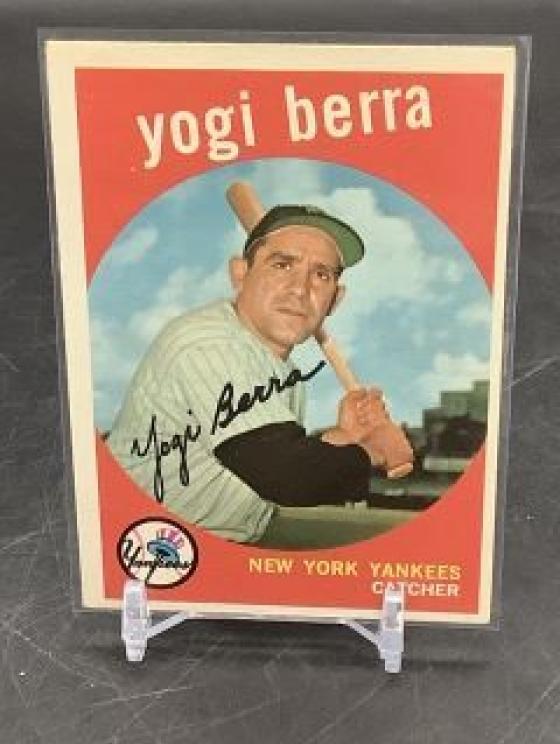 yogi berra
Yogi Berra
Yankees
NEW YORK YANKEES
CATCHER